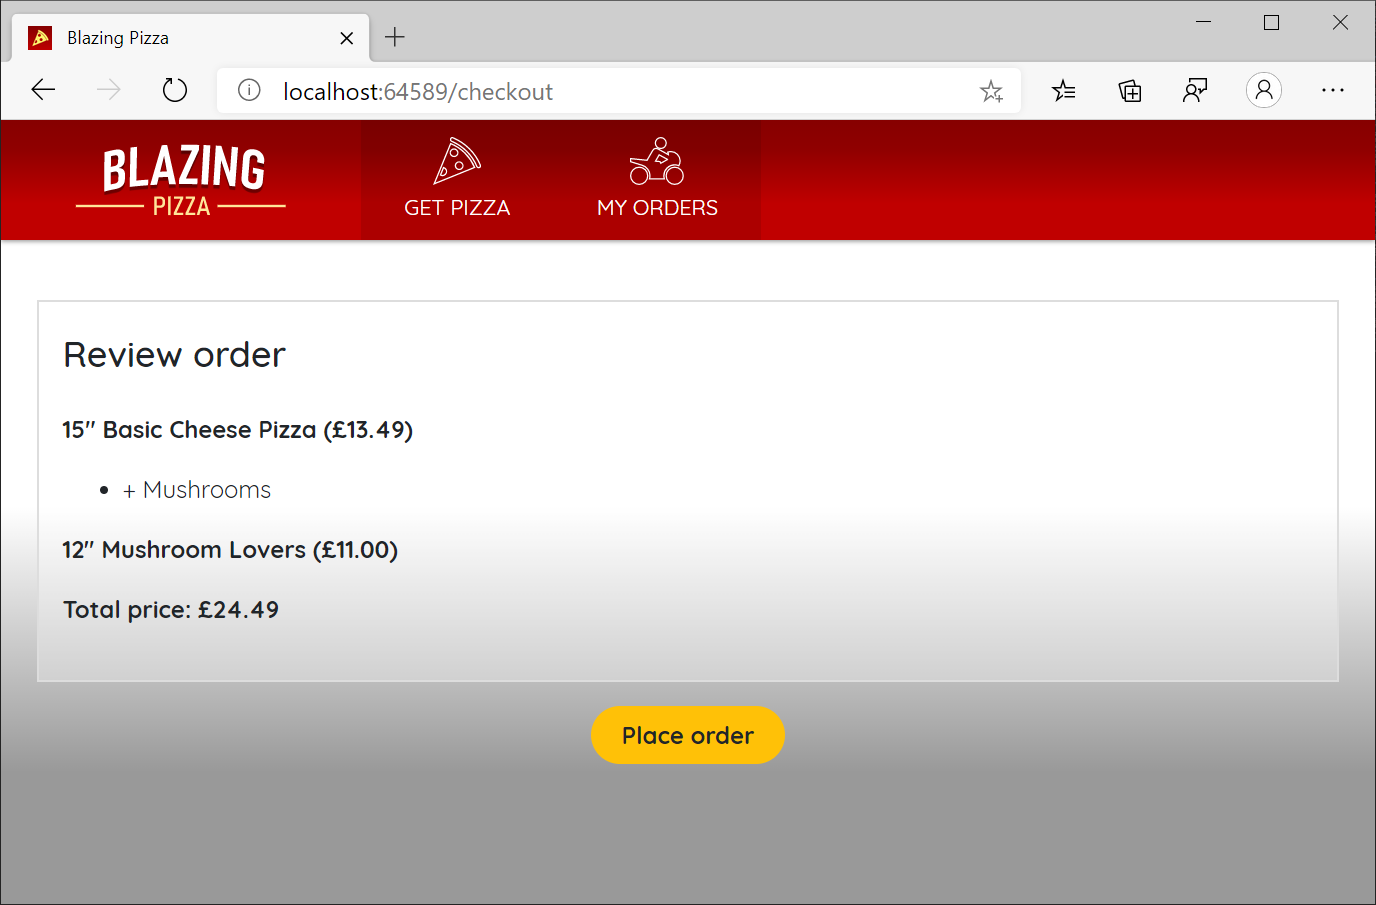 Blazing Pizza
localhost:64589/checkout
BLAZING
PIZZA
GET PIZZA
MY ORDERS
Review order
15" Basic Cheese Pizza (£13.49)
+ Mushrooms
12" Mushroom Lovers (£11.00)
Total price: £24.49
Place order